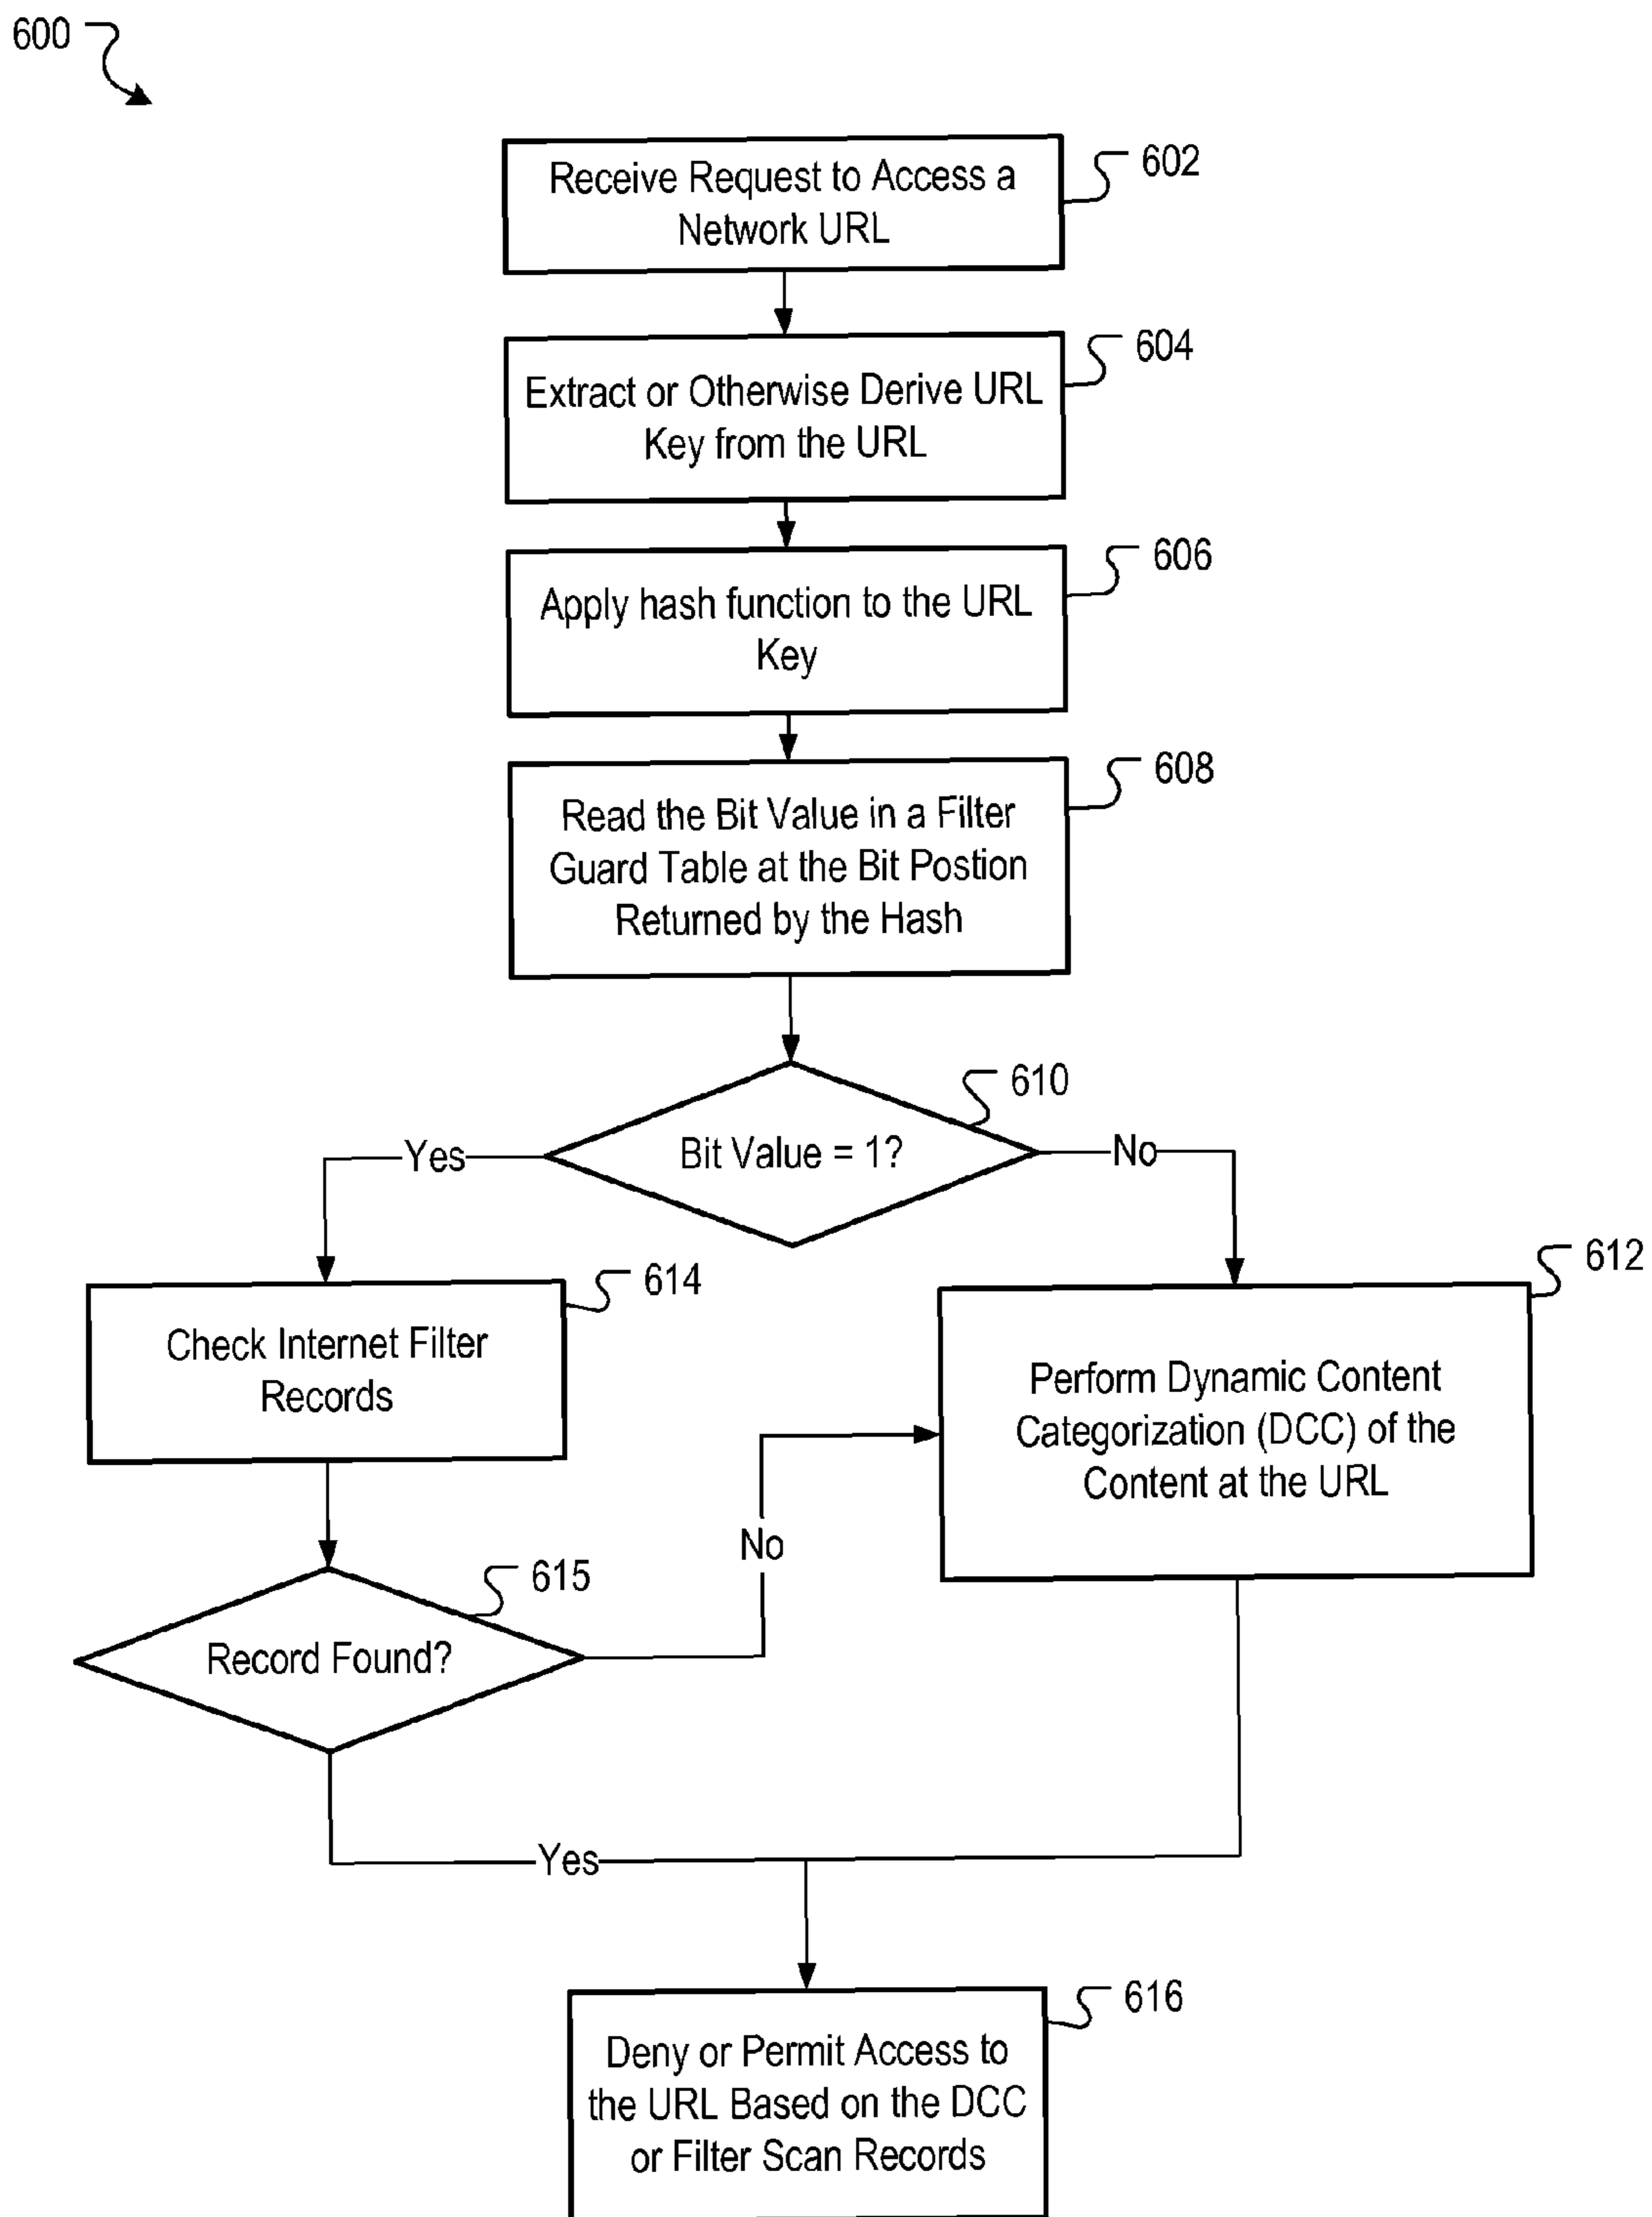 600
Receive Request to Access a
Network URL
602
Extract or Otherwise Derive URL
Key from the URL
604
Apply hash function to the URL
Key
606
Read the Bit Value in a Filter
Guard Table at the Bit Postion
Returned by the Hash
608
Bit Value = 1?
610
Yes
No
Check Internet Filter
Records
614
Perform Dynamic Content
Categorization (DCC) of the
Content at the URL
612
No
Record Found?
615
Yes
Deny or Permit Access to
the URL Based on the DCC
or Filter Scan Records
616